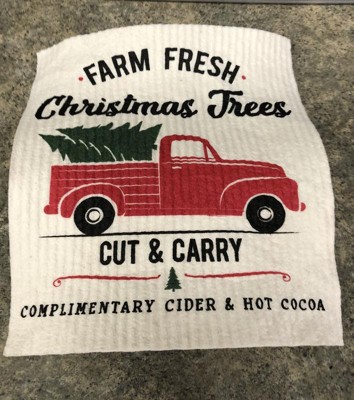 · FARM FRESH ·
Christmas Trees
CUT & CARRY
COMPLIMENTARY CIDER & HOT COCOA